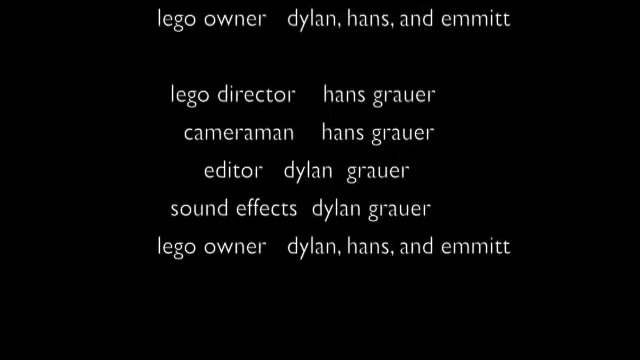 lego owner dylan, hans, and emmitt
lego director hans grauer
cameraman hans grauer
editor dylan grauer
sound effects dylan grauer
lego owner dylan, hans, and emmitt